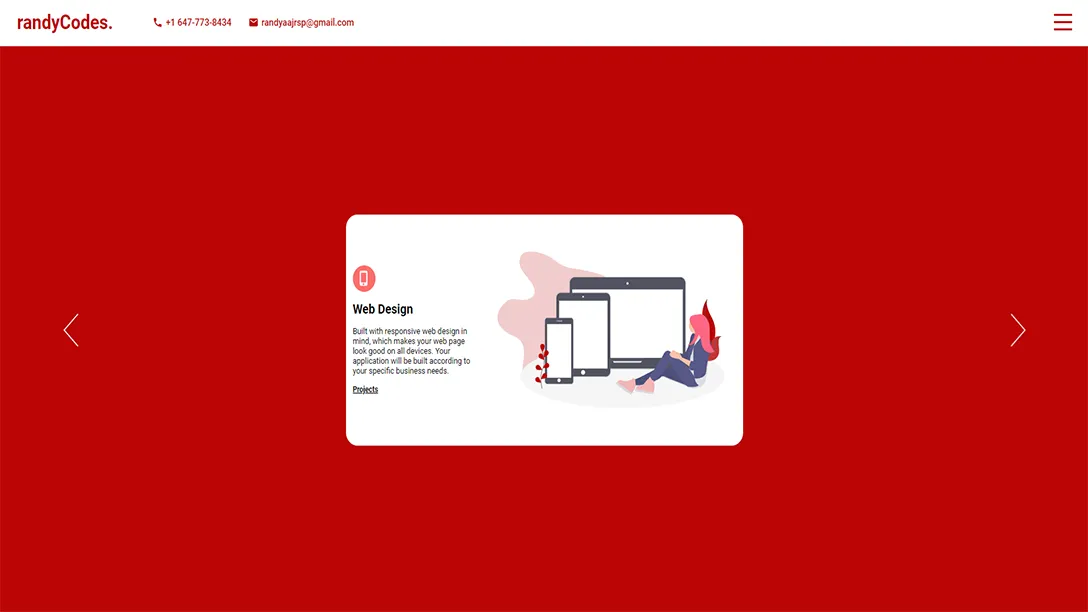 randyCodes.
+1 647-773-8434
randyaajrsp@gmail.com
Web Design
Built with responsive web design in
mind, which makes your web page
look good on all devices. Your
application will be built according to
your specific business needs.
Projects